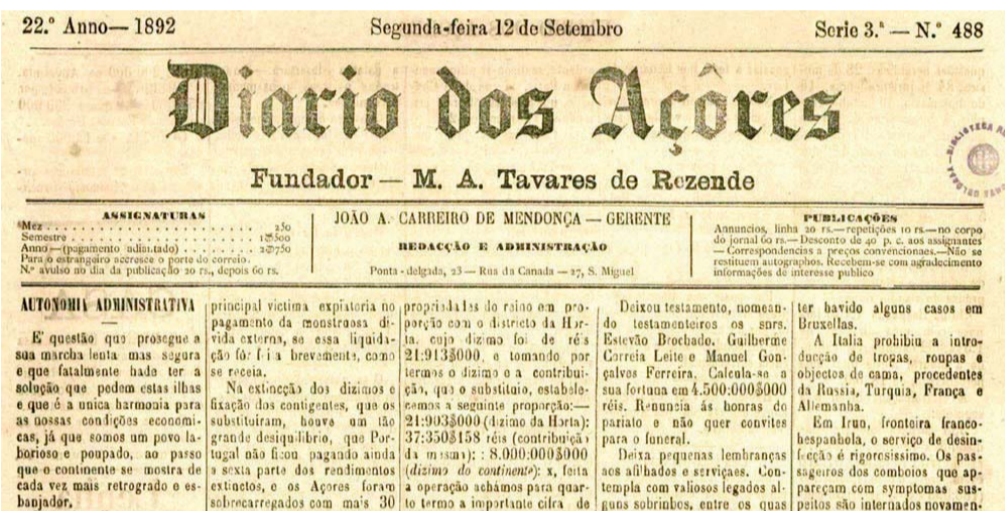 22.º Anno — 1892
Segunda-feira 12 de Setembro
Serie 3.ª — N.º 488
Diario dos Açôres
Fundador — M. A. Tavares de Rezende
ASSIGNATURAS
Mez . . . . 250
Semestre . . . . 1$500
Anno — (pagamento adiantado) . . . . 2$750
Para o estrangeiro accresce o porte do correio.
N.º avulso no dia da publicação 20 rs., depois 60 rs.
JOÃO A. CARREIRO DE MENDONÇA — GERENTE
REDACÇÃO E ADMINISTRAÇÃO
Ponta-delgada, 23 — Rua da Canada — 27, S. Miguel
PUBLICAÇÕES
Annuncios, linha 20 rs.—repetições 10 rs.—no corpo
do jornal 60 rs.—Desconto de 40 p. c. aos assignantes
— Correspondencias a preços convencionaes.—Não se
restituem autographos. Recebem-se com agradecimento
informações de interesse publico
AUTONOMIA ADMINISTRATIVA
E' questão que prosegue a
sua marcha lenta mas segura
e que fatalmente hade ter a
solução que pedem estas ilhas
e que é a unica harmonia para
as nossas condições economi-
cas, já que somos um povo la-
borioso e poupado, ao passo
que o continente se mostra de
cada vez mais retrogrado e es-
banjador.
principal victima expiatoria no
pagamento da monstruosa di-
vida externa, se essa liquida-
ção fôr feita brevemente, como
se receia.
Na extincção dos dizimos e
fixação dos contigentes, que os
substituiram, houve um tão
grande desiquilibrio, que Por-
tugal não ficou pagando ainda
a sexta parte dos rendimentos
extinctos, e os Açores foram
sobrecarregados com mais 30
propriedades do reino em pro-
porção com o districto da Hor-
ta, cujo dizimo foi de réis
21:913$000, e tomando por
termos o dizimo e a contribui-
ção, que o substituio, estabele-
cemos a seguinte proporção:—
21:903$000 (dizimo da Horta):
37:350$158 réis (contribuição
da mesma): : 8.000:000$000
(dizimo do continente): x, feita
a operação achámos para quar-
to termo a importante cifra de
Deixou testamento, nomean-
do testamenteiros os snrs.
Estevão Brochado, Guilherme
Correia Leite e Manuel Gon-
çalves Ferreira. Calcula-se a
sua fortuna em 4.500:000$000
réis. Renuncia ás honras do
pariato e não quer convites
para o funeral.
Deixa pequenas lembranças
aos afilhados e serviçaes. Con-
templa com valiosos legados al-
guns sobrinhos, entre os quas
ter havido alguns casos em
Bruxellas.
A Italia prohibiu a intro-
ducção de tropas, roupas e
objectos de cama, procedentes
da Russia, Turquia, França e
Allemanha.
Em Irun, fronteira franco-
hespanhola, o serviço de desin-
fecção é rigorosissimo. Os pas-
sageiros dos comboios que ap-
pareçam com symptomas sus-
peitos são internados novamen-